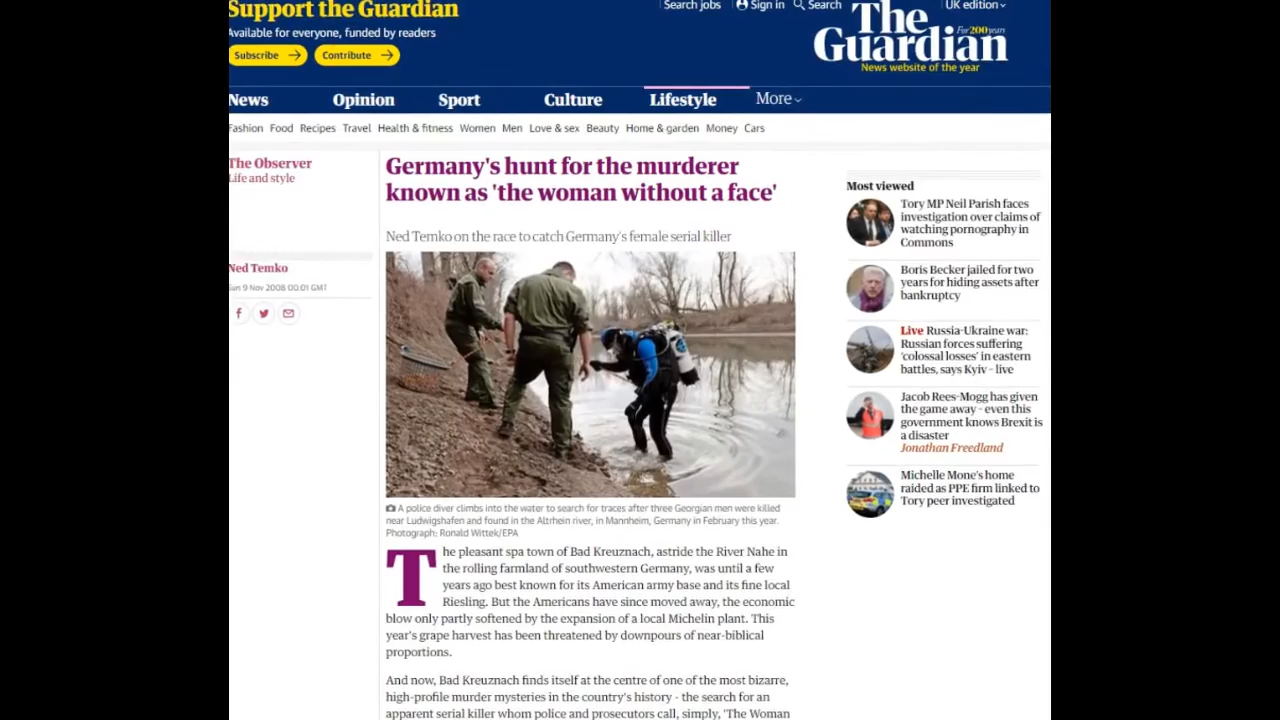 Support the Guardian
Available for everyone, funded by readers
Subscribe
Contribute
Search jobs
Sign in
Search
UK edition
The
Guardian
For 200 years
News website of the year
News
Opinion
Sport
Culture
Lifestyle
More
Fashion Food Recipes Travel Health & fitness Women Men Love & sex Beauty Home & garden Money Cars
The Observer
Life and style
Ned Temko
Sun 9 Nov 2008 00.01 GMT
Germany's hunt for the murderer
known as 'the woman without a face'
Ned Temko on the race to catch Germany's female serial killer
A police diver climbs into the water to search for traces after three Georgian men were killed
near Ludwigshafen and found in the Altrhein river, in Mannheim, Germany in February this year.
Photograph: Ronald Wittek/EPA
The pleasant spa town of Bad Kreuznach, astride the River Nahe in
the rolling farmland of southwestern Germany, was until a few
years ago best known for its American army base and its fine local
Riesling. But the Americans have since moved away, the economic
blow only partly softened by the expansion of a local Michelin plant. This
year's grape harvest has been threatened by downpours of near-biblical
proportions.
And now, Bad Kreuznach finds itself at the centre of one of the most bizarre,
high-profile murder mysteries in the country's history - the search for an
apparent serial killer whom police and prosecutors call, simply, 'The Woman
Most viewed
Tory MP Neil Parish faces
investigation over claims of
watching pornography in
Commons
Boris Becker jailed for two
years for hiding assets after
bankruptcy
Live Russia-Ukraine war:
Russian forces suffering
'colossal losses' in eastern
battles, says Kyiv – live
Jacob Rees-Mogg has given
the game away – even this
government knows Brexit is
a disaster
Jonathan Freedland
Michelle Mone's home
raided as PPE firm linked to
Tory peer investigated